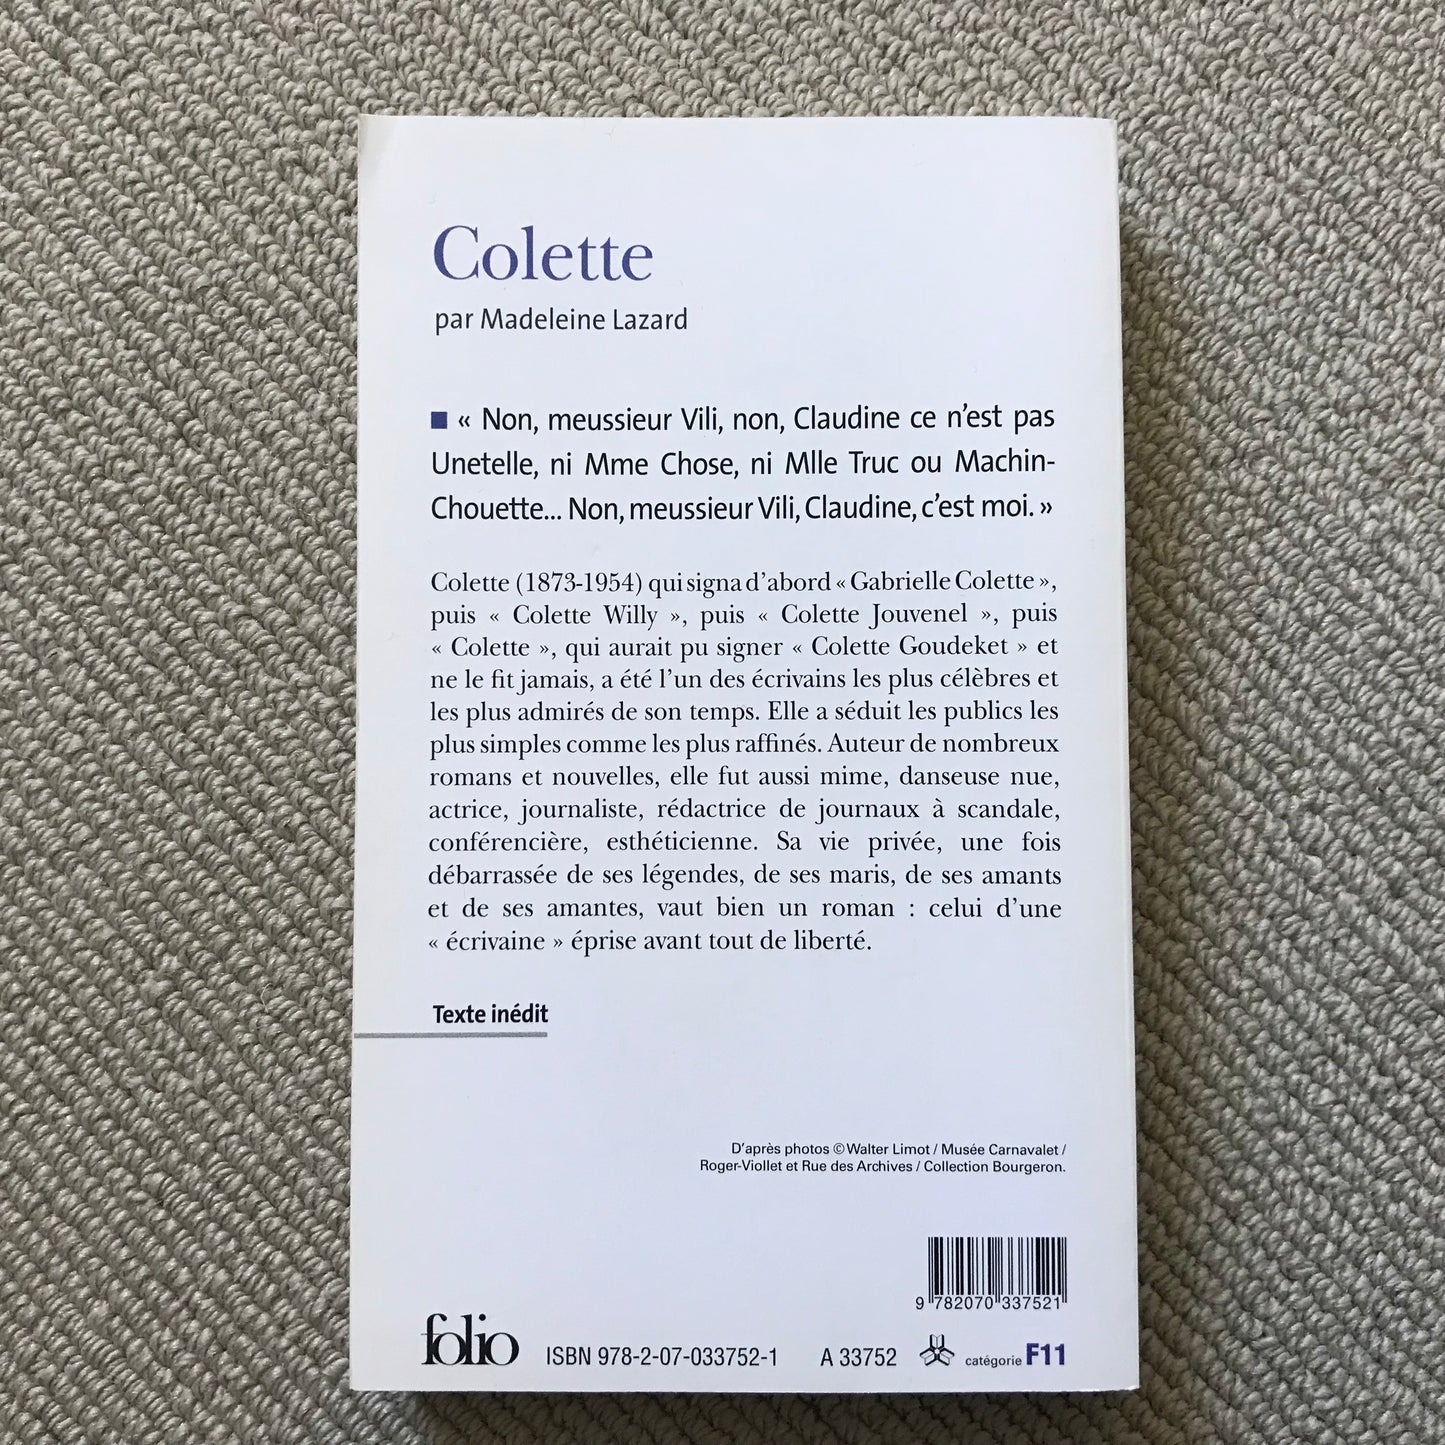 Colette
par Madeleine Lazard
■ « Non, meussieur Vili, non, Claudine ce n'est pas
Unetelle, ni Mme Chose, ni Mlle Truc ou Machin-
Chouette... Non, meussieur Vili, Claudine, c'est moi. »
Colette (1873-1954) qui signa d'abord « Gabrielle Colette »,
puis « Colette Willy », puis « Colette Jouvenel », puis
« Colette », qui aurait pu signer « Colette Goudeket » et
ne le fit jamais, a été l'un des écrivains les plus célèbres et
les plus admirés de son temps. Elle a séduit les publics les
plus simples comme les plus raffinés. Auteur de nombreux
romans et nouvelles, elle fut aussi mime, danseuse nue,
actrice, journaliste, rédactrice de journaux à scandale,
conférencière, esthéticienne. Sa vie privée, une fois
débarrassée de ses légendes, de ses maris, de ses amants
et de ses amantes, vaut bien un roman : celui d'une
« écrivaine » éprise avant tout de liberté.
Texte inédit
D'après photos © Walter Limot / Musée Carnavalet /
Roger-Viollet et Rue des Archives / Collection Bourgeron.
9 782070 337521
folio ISBN 978-2-07-033752-1 A 33752 catégorie F11